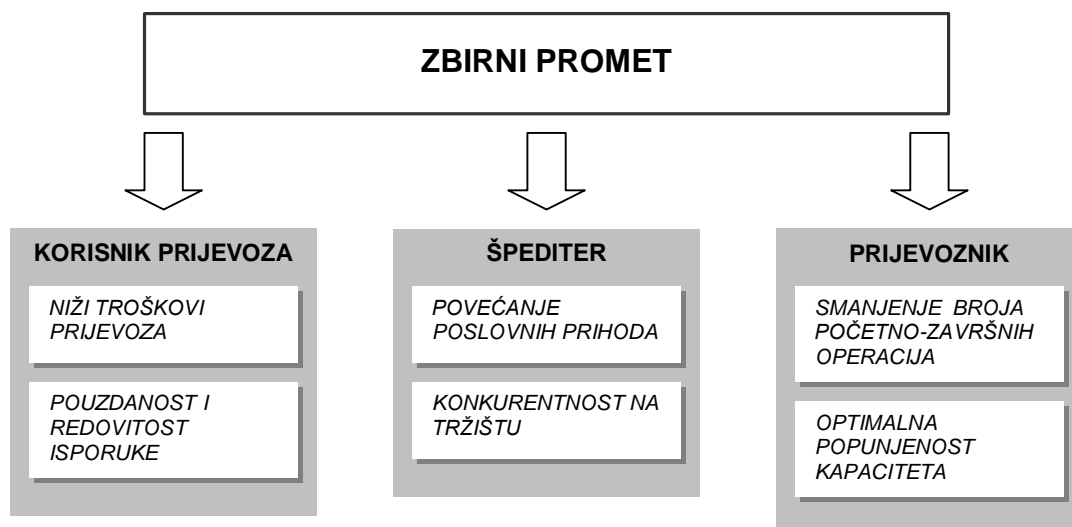 ZBIRNI PROMET
KORISNIK PRIJEVOZA
NIŽI TROŠKOVI
PRIJEVOZA
POUZDANOST I
REDOVITOST
ISPORUKE
ŠPEDITER
POVEĆANJE
POSLOVNIH PRIHODA
KONKURENTNOST NA
TRŽIŠTU
PRIJEVOZNIK
SMANJENJE BROJA
POČETNO-ZAVRŠNIH
OPERACIJA
OPTIMALNA
POPUNJENOST
KAPACITETA